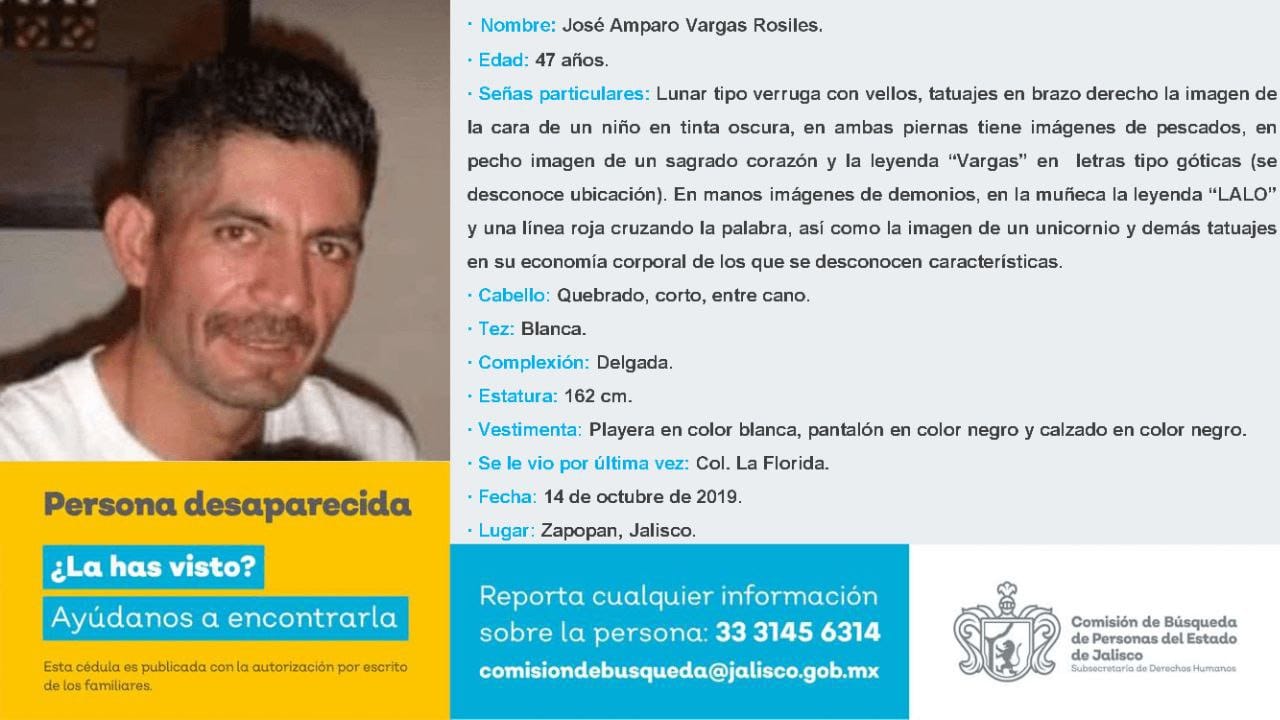 · Nombre: José Amparo Vargas Rosiles.
· Edad: 47 años.
· Señas particulares: Lunar tipo verruga con vellos, tatuajes en brazo derecho la imagen de
la cara de un niño en tinta oscura, en ambas piernas tiene imágenes de pescados, en
pecho imagen de un sagrado corazón y la leyenda “Vargas” en letras tipo góticas (se
desconoce ubicación). En manos imágenes de demonios, en la muñeca la leyenda “LALO”
y una línea roja cruzando la palabra, así como la imagen de un unicornio y demás tatuajes
en su economía corporal de los que se desconocen características.
· Cabello: Quebrado, corto, entre cano.
· Tez: Blanca.
· Complexión: Delgada.
· Estatura: 162 cm.
· Vestimenta: Playera en color blanca, pantalón en color negro y calzado en color negro.
· Se le vio por última vez: Col. La Florida.
· Fecha: 14 de octubre de 2019.
· Lugar: Zapopan, Jalisco.
Persona desaparecida
¿La has visto?
Ayúdanos a encontrarla
Esta cédula es publicada con la autorización por escrito
de los familiares.
Reporta cualquier información
sobre la persona: 33 3145 6314
comisiondebusqueda@jalisco.gob.mx
Comisión de Búsqueda
de Personas del Estado
de Jalisco
Subsecretaría de Derechos Humanos